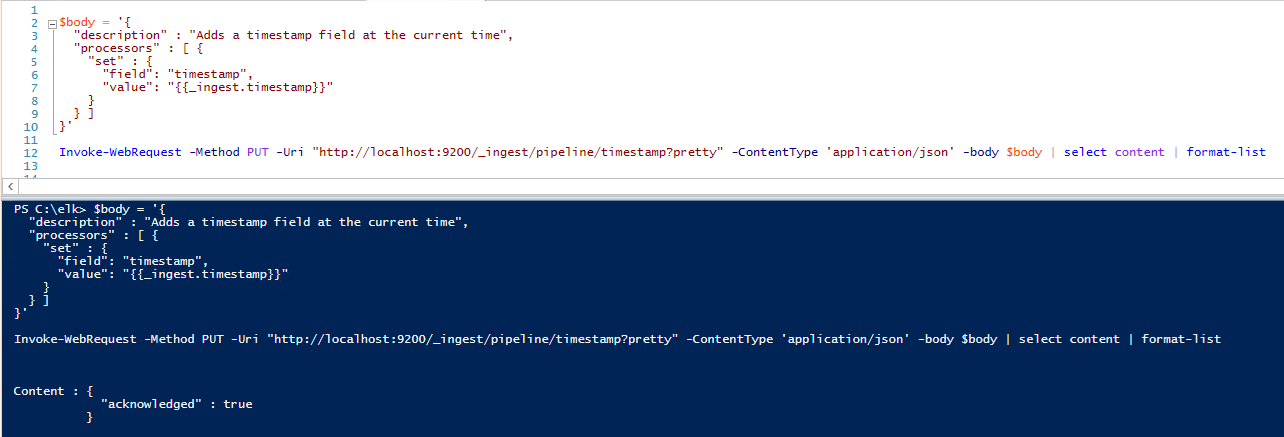 1
2 $body = '{
3 "description" : "Adds a timestamp field at the current time",
4 "processors" : [ {
5 "set" : {
6 "field": "timestamp",
7 "value": "{{_ingest.timestamp}}"
8 }
9 } ]
10 }'
11
12 Invoke-WebRequest -Method PUT -Uri "http://localhost:9200/_ingest/pipeline/timestamp?pretty" -ContentType 'application/json' -body $body | select content | format-list
13
14
PS C:\elk> $body = '{
"description" : "Adds a timestamp field at the current time",
"processors" : [ {
"set" : {
"field": "timestamp",
"value": "{{_ingest.timestamp}}"
}
} ]
}'
Invoke-WebRequest -Method PUT -Uri "http://localhost:9200/_ingest/pipeline/timestamp?pretty" -ContentType 'application/json' -body $body | select content | format-list
Content : {
"acknowledged" : true
}